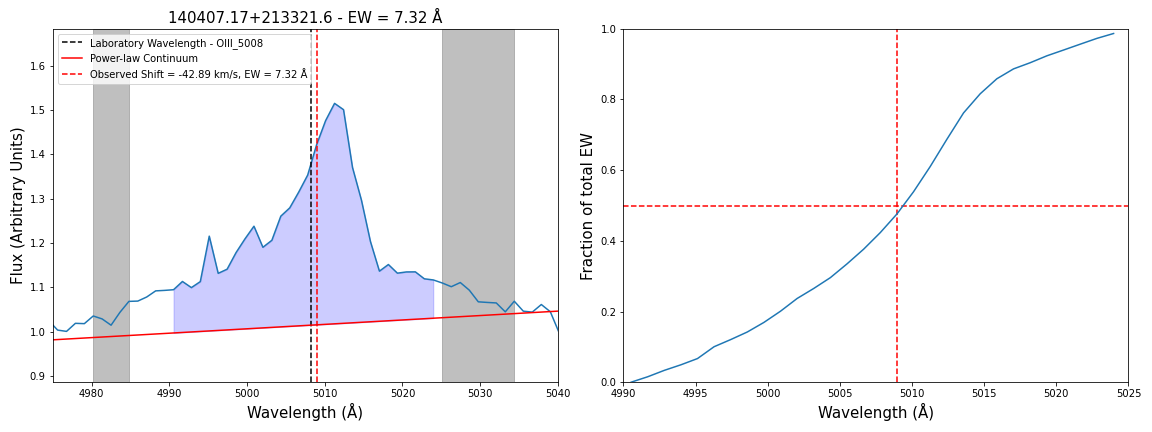 140407.17+213321.6 - EW = 7.32 Å
Laboratory Wavelength - OIII_5008
Power-law Continuum
Observed Shift = -42.89 km/s, EW = 7.32 Å
Flux (Arbitrary Units)
1.6
1.5
1.4
1.3
1.2
1.1
1.0
0.9
4980 4990 5000 5010 5020 5030 5040
Wavelength (Å)
Fraction of total EW
1.0
0.8
0.6
0.4
0.2
0.0
4990 4995 5000 5005 5010 5015 5020 5025
Wavelength (Å)